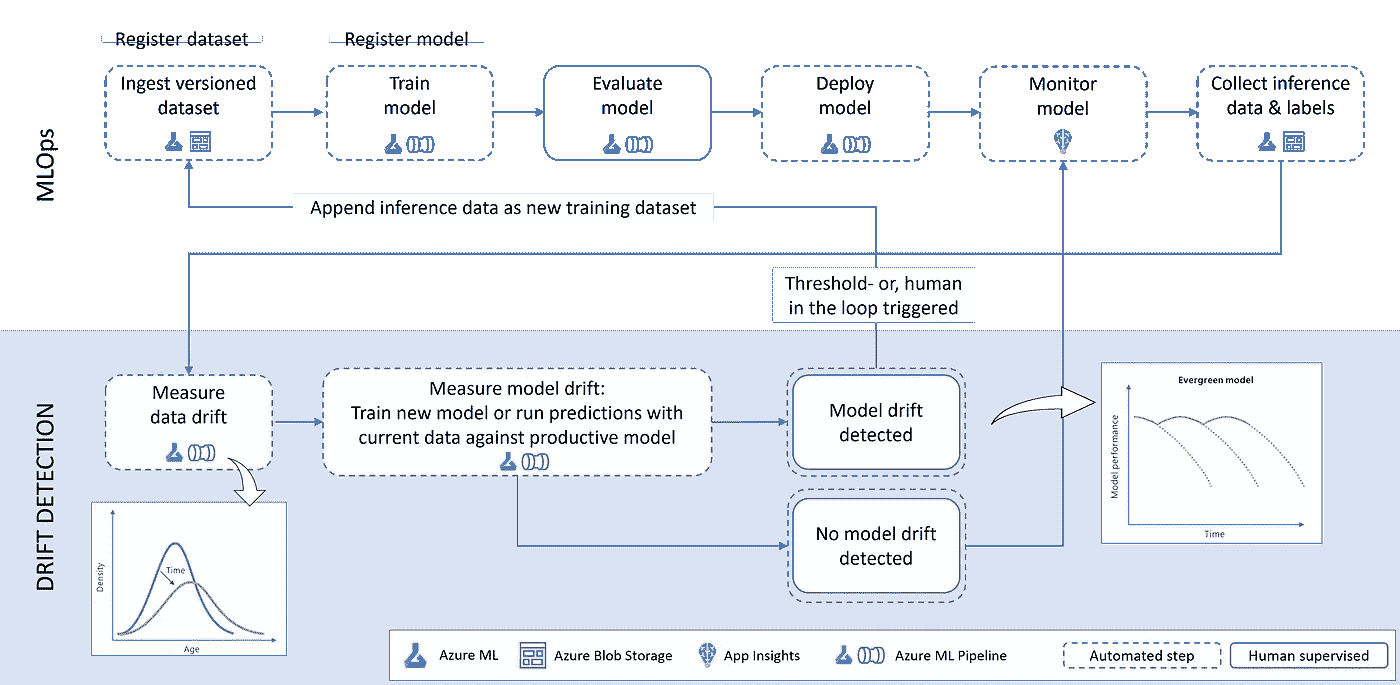 Register dataset
Register model
Ingest versioned
dataset
Train
model
Evaluate
model
Deploy
model
Monitor
model
Collect inference
data & labels
MLOps
Append inference data as new training dataset
Threshold- or, human
in the loop triggered
DRIFT DETECTION
Measure
data drift
Measure model drift:
Train new model or run predictions with
current data against productive model
Model drift
detected
No model drift
detected
Evergreen model
Model performance
Time
Density
Time
Age
Azure ML
Azure Blob Storage
App Insights
Azure ML Pipeline
Automated step
Human supervised